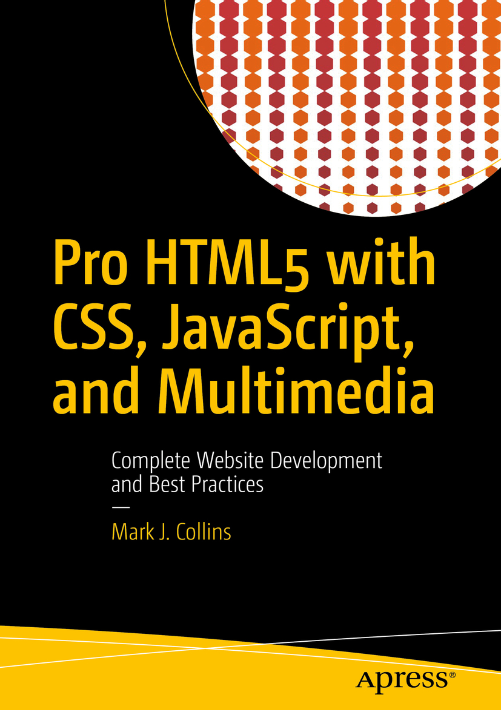 Pro HTML5 with
CSS, JavaScript,
and Multimedia
Complete Website Development
and Best Practices
Mark J. Collins
Apress®